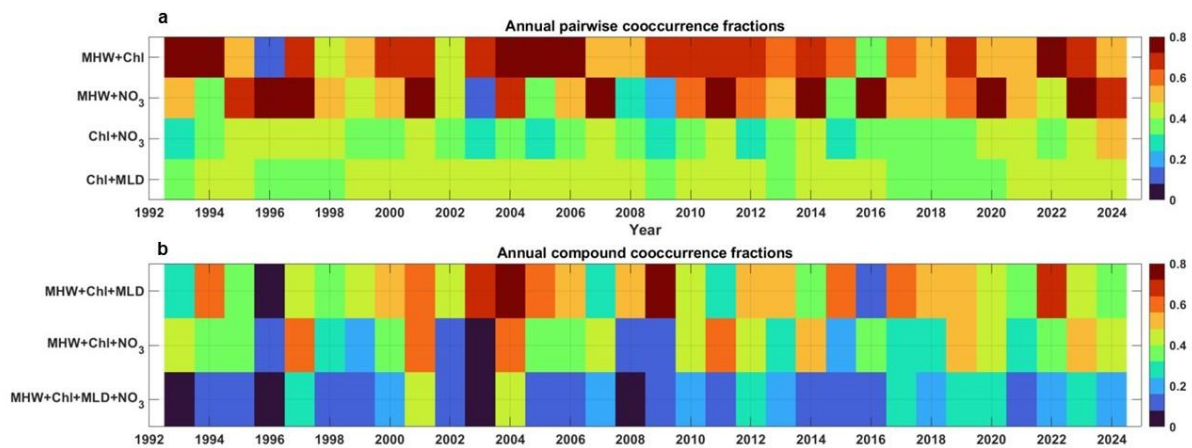 a
Annual pairwise cooccurrence fractions
MHW+Chl
MHW+NO₃
Chl+NO₃
Chl+MLD
0.8
0.6
0.4
0.2
0
1992 1994 1996 1998 2000 2002 2004 2006 2008 2010 2012 2014 2016 2018 2020 2022 2024
Year
b
Annual compound cooccurrence fractions
MHW+Chl+MLD
MHW+Chl+NO₃
MHW+Chl+MLD+NO₃
0.8
0.6
0.4
0.2
0
1992 1994 1996 1998 2000 2002 2004 2006 2008 2010 2012 2014 2016 2018 2020 2022 2024